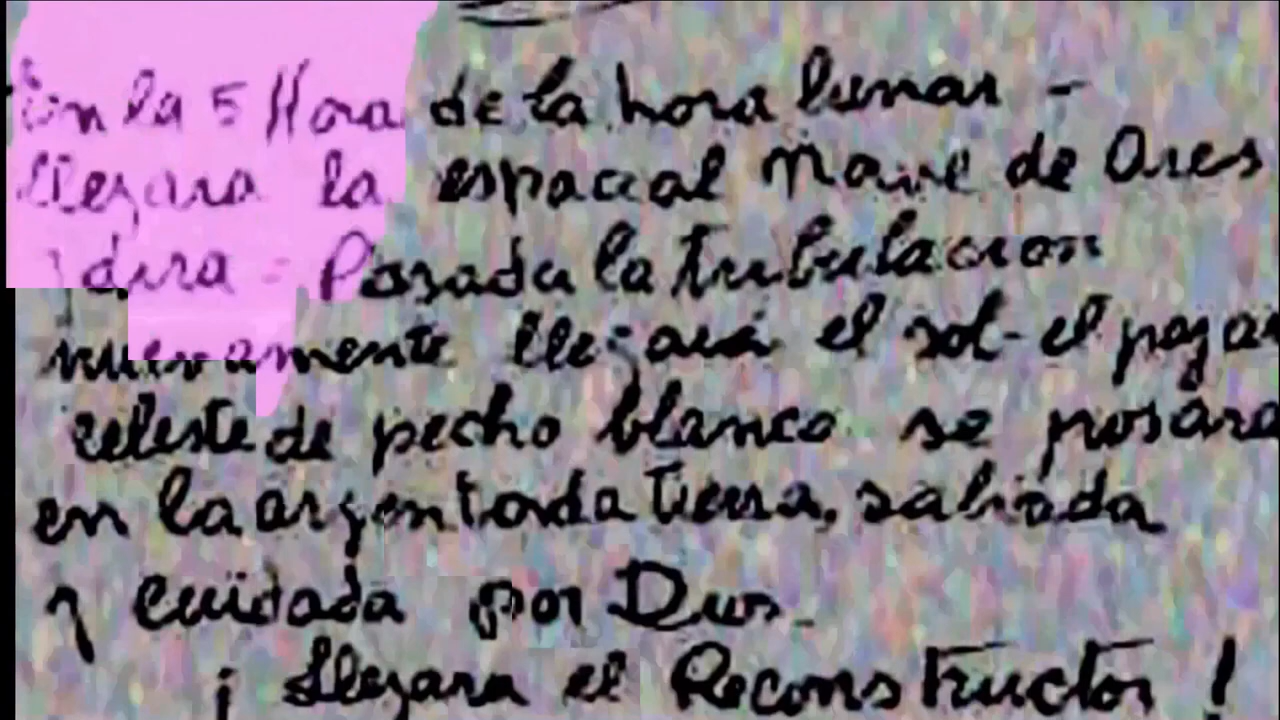 En la 5 Hora de la hora lunar -
llegara la espacial nave de Ares
y dira - Pasada la tribulacion
nuevamente llegará el sol - el pajar
celeste de pecho blanco se posara
en la argentada tierra, salvada
y cuidada por Dios -
¡ Llegara el Reconstructor !